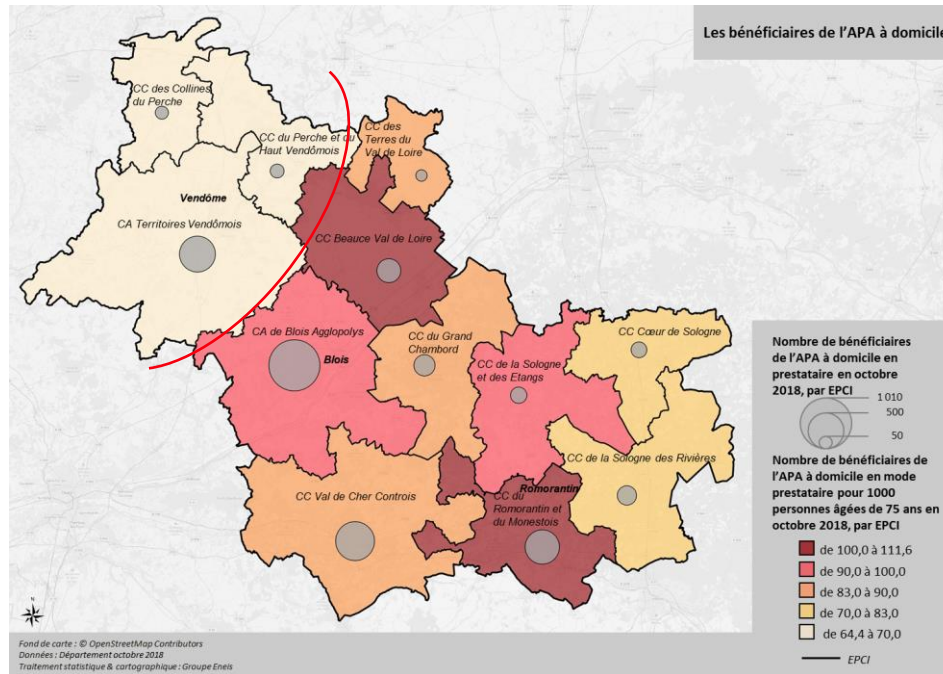 Les bénéficiaires de l'APA à domicile
CC des Collines
du Perche
CC du Perche et du
Haut Vendômois
CC des
Terres du
Val de Loire
Vendôme
CA Territoires Vendômois
CC Beauce Val de Loire
CA de Blois Agglopolys
Blois
CC du Grand
Chambord
CC de la Sologne
et des Etangs
CC Cœur de Sologne
CC de la Sologne des Rivières
CC Val de Cher Controis
Romorantin
CC du
Romorantin et
du Monestois
Nombre de bénéficiaires
de l'APA à domicile en
prestataire en octobre
2018, par EPCI
1 010
500
50
Nombre de bénéficiaires de
l'APA à domicile en mode
prestataire pour 1000
personnes âgées de 75 ans en
octobre 2018, par EPCI
de 100,0 à 111,6
de 90,0 à 100,0
de 83,0 à 90,0
de 70,0 à 83,0
de 64,4 à 70,0
EPCI
N
Fond de carte : © OpenStreetMap Contributors
Données : Département octobre 2018
Traitement statistique & cartographique : Groupe Eneis